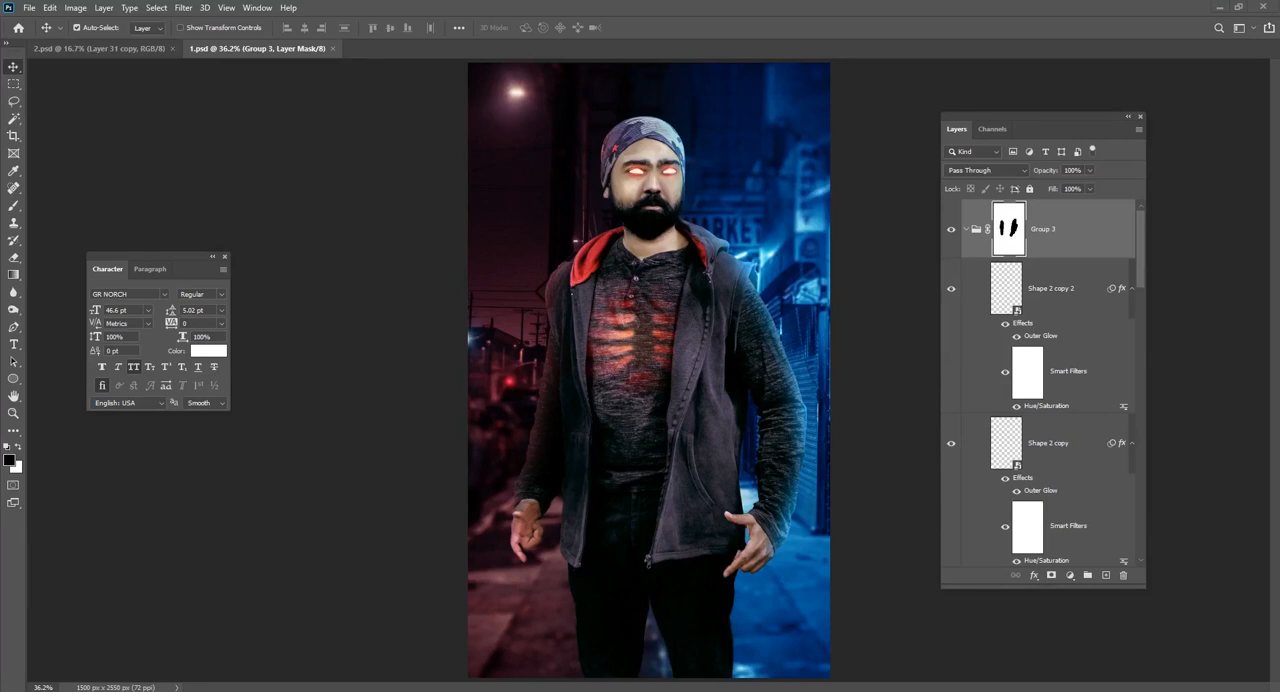 Ps File Edit Image Layer Type Select Filter 3D View Window Help
Auto-Select: Layer Show Transform Controls 3D Mode:
2.psd @ 16.7% (Layer 31 copy, RGB/8) × 1.psd @ 36.2% (Group 3, Layer Mask/8) ×
MARKET
Character Paragraph
GR NORCH Regular
46.6 pt 5.02 pt
Metrics 0
100% 100%
0 pt Color:
English: USA Smooth
Layers Channels
Kind
Pass Through Opacity: 100%
Lock: Fill: 100%
Group 3
Shape 2 copy 2 fx
Effects
Outer Glow
Smart Filters
Hue/Saturation
Shape 2 copy fx
Effects
Outer Glow
Smart Filters
Hue/Saturation
36.2% 1500 px x 2550 px (72 ppi)